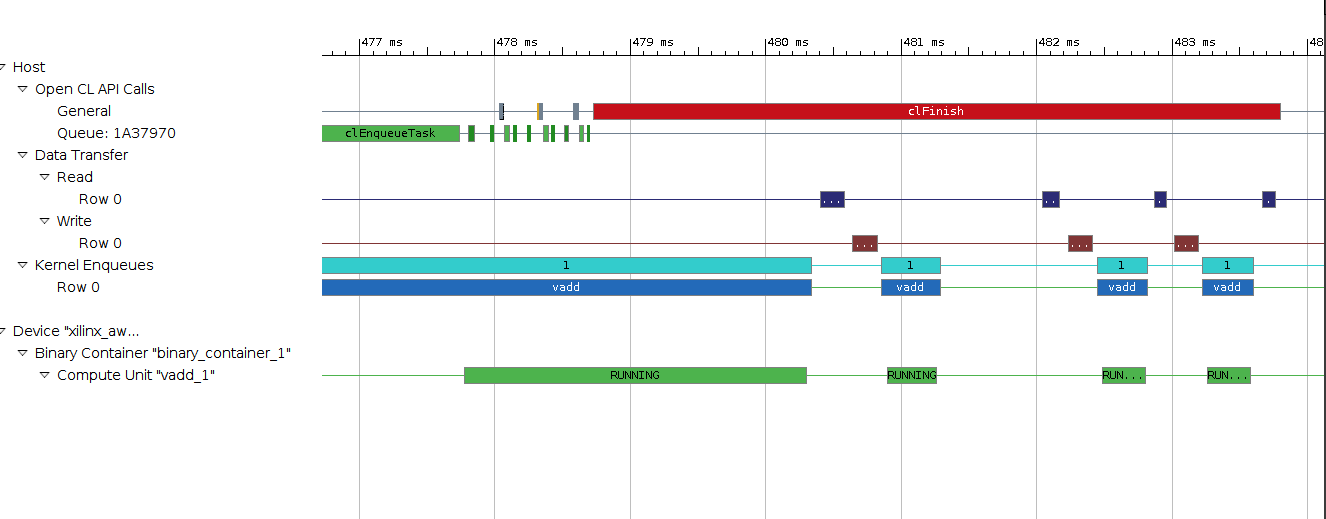 477 ms 478 ms 479 ms 480 ms 481 ms 482 ms 483 ms 48
Host
Open CL API Calls
General clFinish
Queue: 1A37970 clEnqueueTask
Data Transfer
Read
Row 0 ... .. . .
Write
Row 0 ... ... ...
Kernel Enqueues 1 1 1 1
Row 0 vadd vadd vadd vadd
Device "xilinx_aw...
Binary Container "binary_container_1"
Compute Unit "vadd_1" RUNNING RUNNING RUN... RUN...